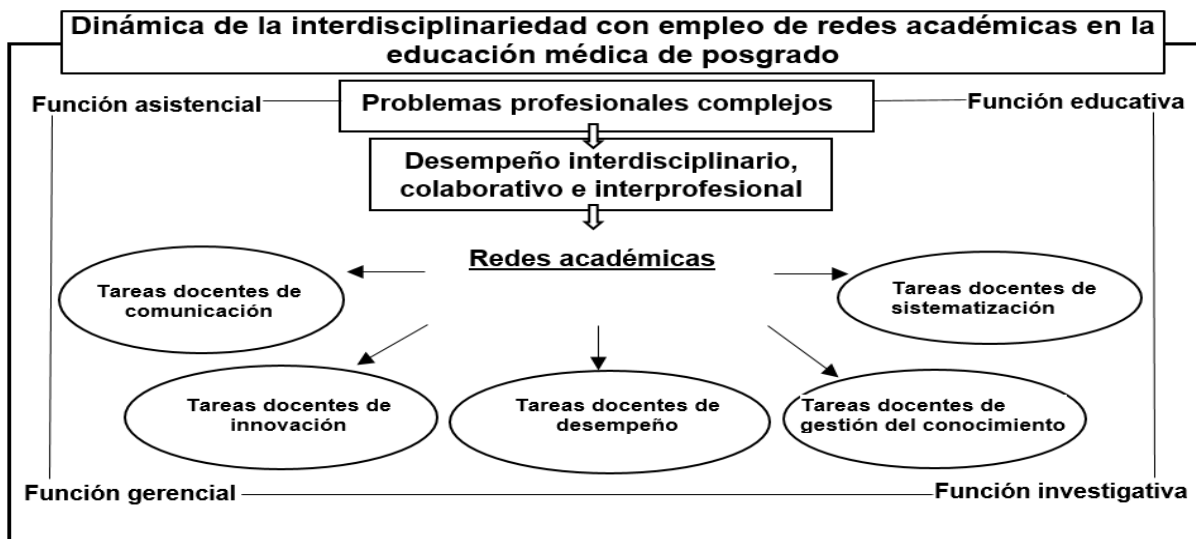 Dinámica de la interdisciplinariedad con empleo de redes académicas en la
educación médica de posgrado
Función asistencial
Problemas profesionales complejos
Función educativa
Desempeño interdisciplinario,
colaborativo e interprofesional
Redes académicas
Tareas docentes de
comunicación
Tareas docentes de
sistematización
Tareas docentes de
innovación
Tareas docentes de
desempeño
Tareas docentes de
gestión del conocimiento
Función gerencial
Función investigativa